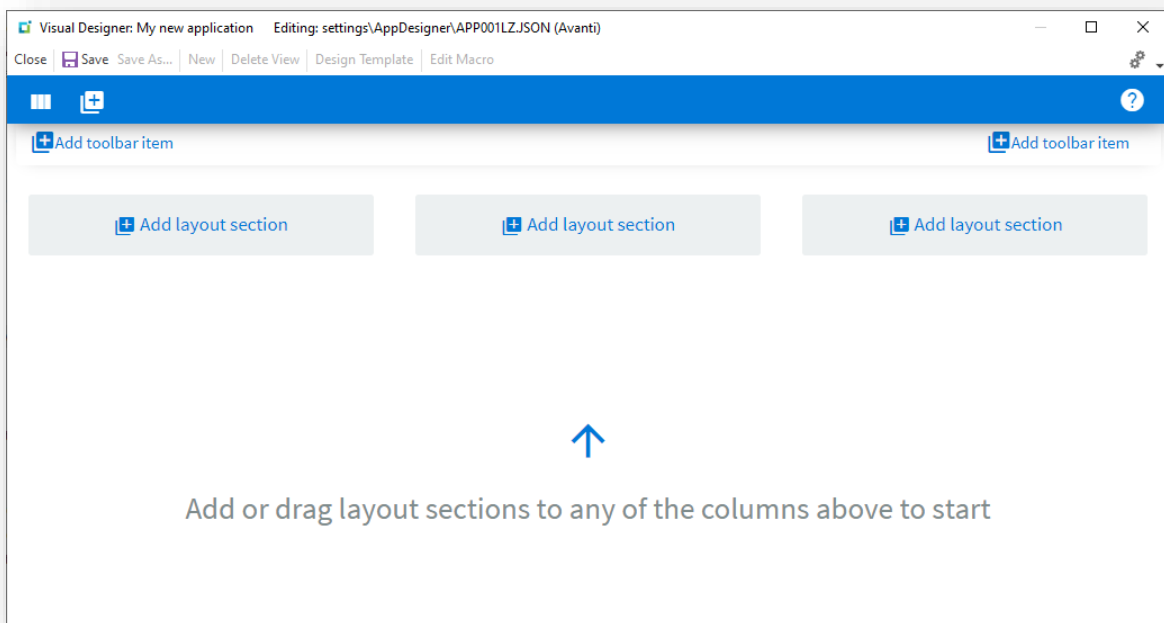 Visual Designer: My new application Editing: settings\AppDesigner\APP001LZ.JSON (Avanti)
Close Save Save As... New Delete View Design Template Edit Macro
Add toolbar item Add toolbar item
Add layout section Add layout section Add layout section
Add or drag layout sections to any of the columns above to start